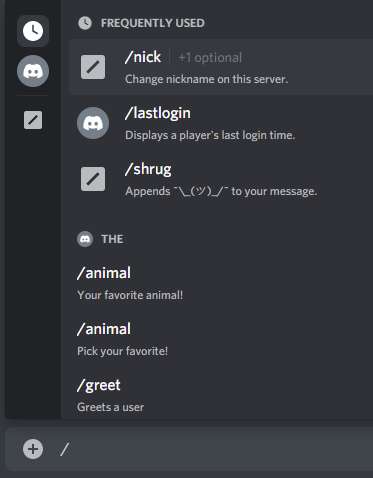 FREQUENTLY USED
/nick +1 optional
Change nickname on this server.
/lastlogin
Displays a player's last login time.
/shrug
Appends ¯\_(ツ)_/¯ to your message.
THE
/animal
Your favorite animal!
/animal
Pick your favorite!
/greet
Greets a user
/